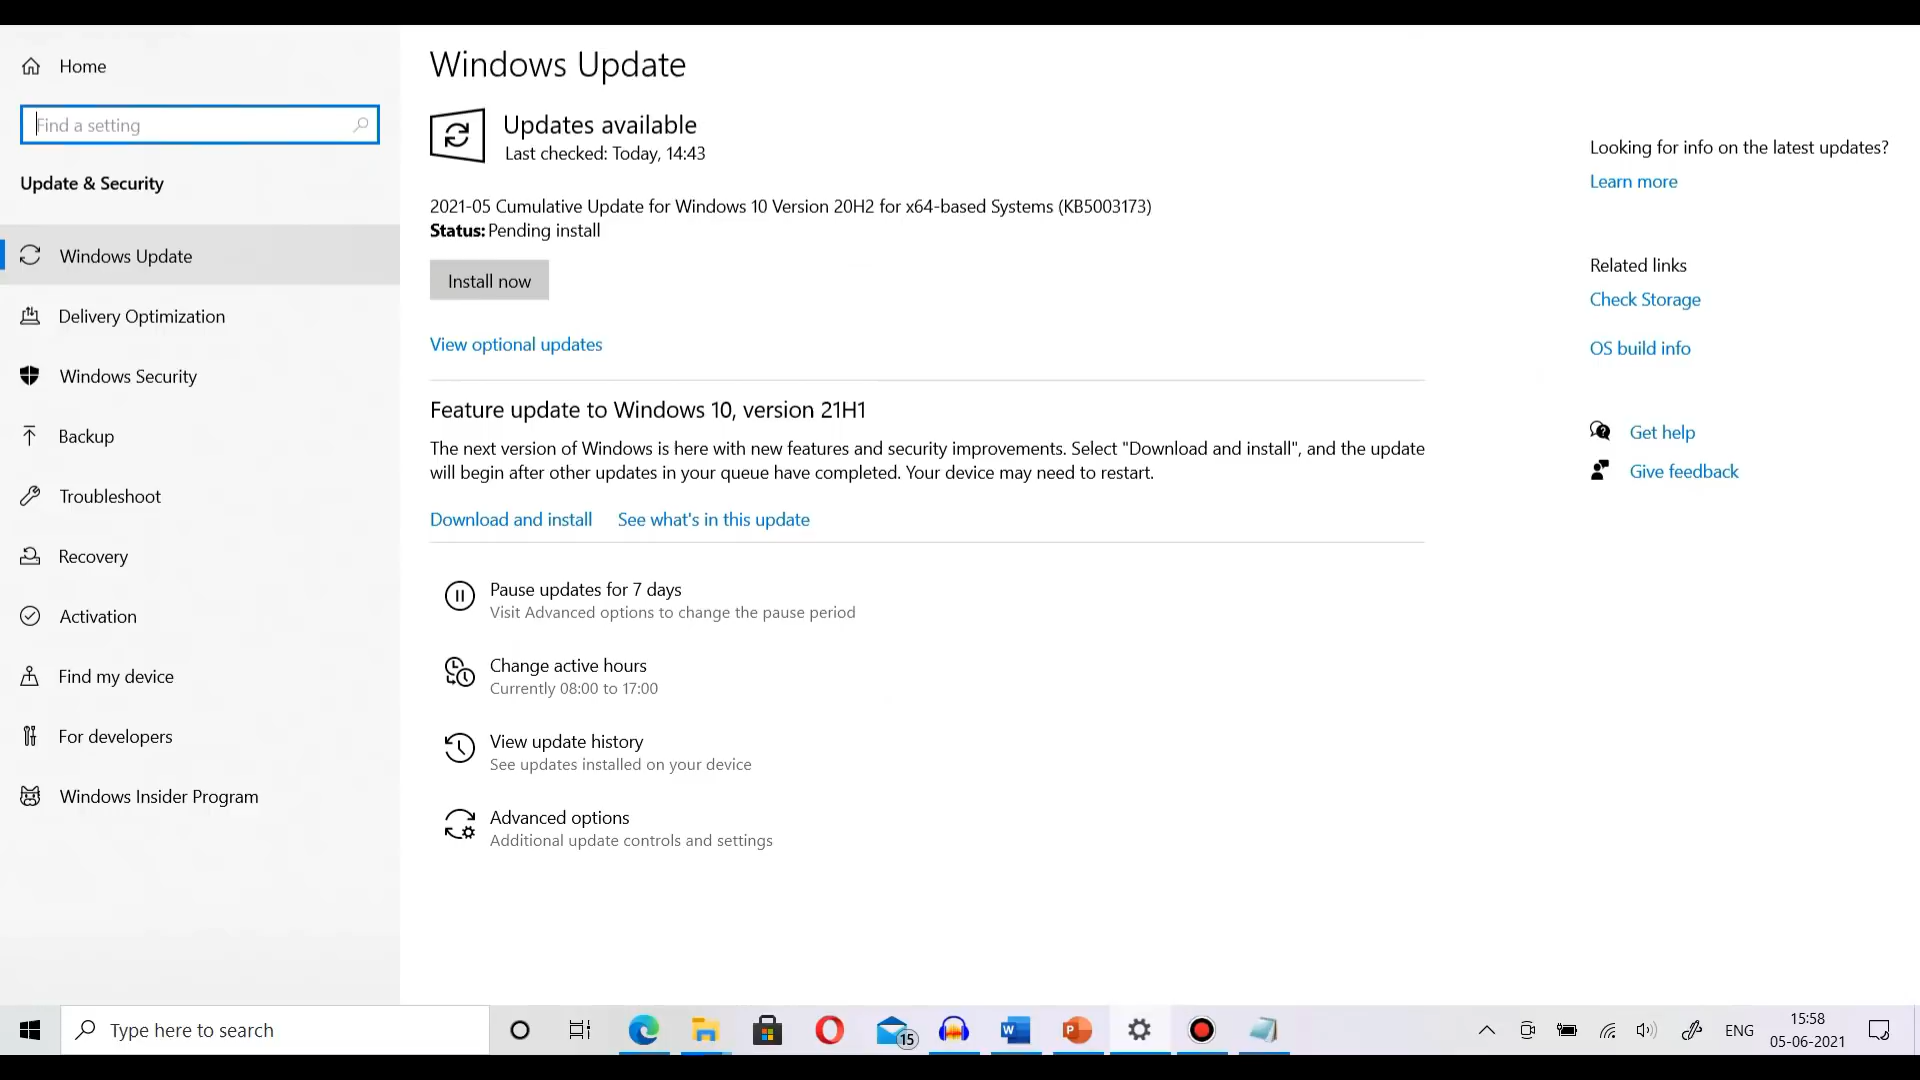 Home
Find a setting
Update & Security
Windows Update
Delivery Optimization
Windows Security
Backup
Troubleshoot
Recovery
Activation
Find my device
For developers
Windows Insider Program
Windows Update
Updates available
Last checked: Today, 14:43
2021-05 Cumulative Update for Windows 10 Version 20H2 for x64-based Systems (KB5003173)
Status: Pending install
Install now
View optional updates
Feature update to Windows 10, version 21H1
The next version of Windows is here with new features and security improvements. Select "Download and install", and the update
will begin after other updates in your queue have completed. Your device may need to restart.
Download and install See what's in this update
Pause updates for 7 days
Visit Advanced options to change the pause period
Change active hours
Currently 08:00 to 17:00
View update history
See updates installed on your device
Advanced options
Additional update controls and settings
Looking for info on the latest updates?
Learn more
Related links
Check Storage
OS build info
Get help
Give feedback
Type here to search
15
W
P
ENG
15:58
05-06-2021